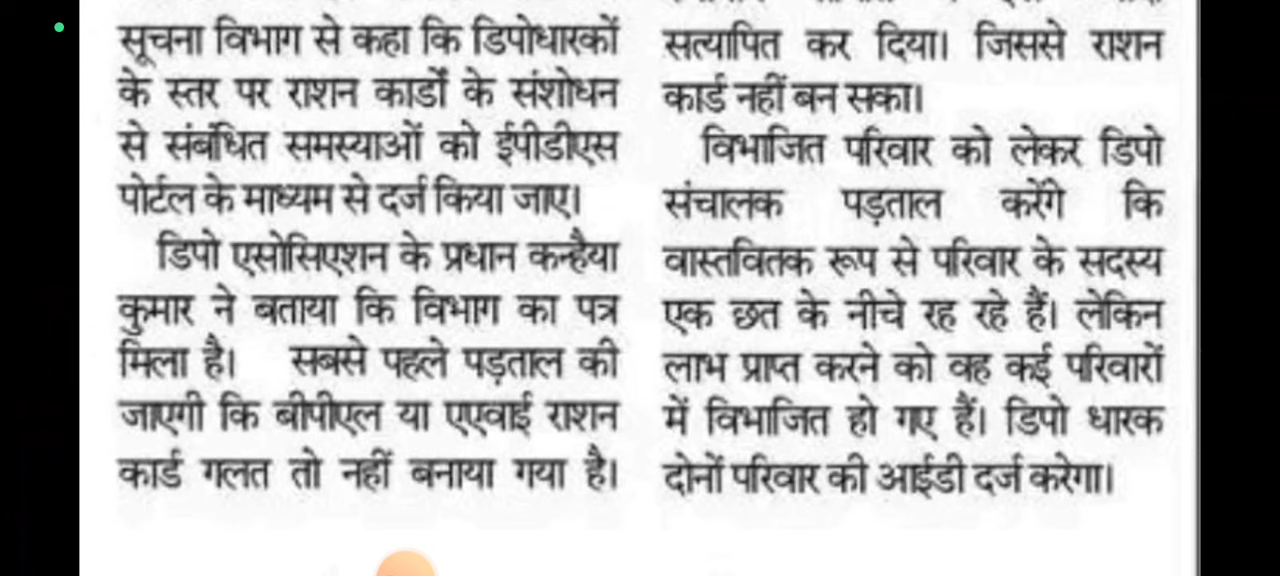 सूचना विभाग से कहा कि डिपोधारकों
के स्तर पर राशन कार्डों के संशोधन
से संबंधित समस्याओं को ईपीडीएस
पोर्टल के माध्यम से दर्ज किया जाए।
डिपो एसोसिएशन के प्रधान कन्हैया
कुमार ने बताया कि विभाग का पत्र
मिला है। सबसे पहले पड़ताल की
जाएगी कि बीपीएल या एएवाई राशन
कार्ड गलत तो नहीं बनाया गया है।
सत्यापित कर दिया। जिससे राशन
कार्ड नहीं बन सका।
विभाजित परिवार को लेकर डिपो
संचालक पड़ताल करेंगे कि
वास्तवितक रूप से परिवार के सदस्य
एक छत के नीचे रह रहे हैं। लेकिन
लाभ प्राप्त करने को वह कई परिवारों
में विभाजित हो गए हैं। डिपो धारक
दोनों परिवार की आईडी दर्ज करेगा।